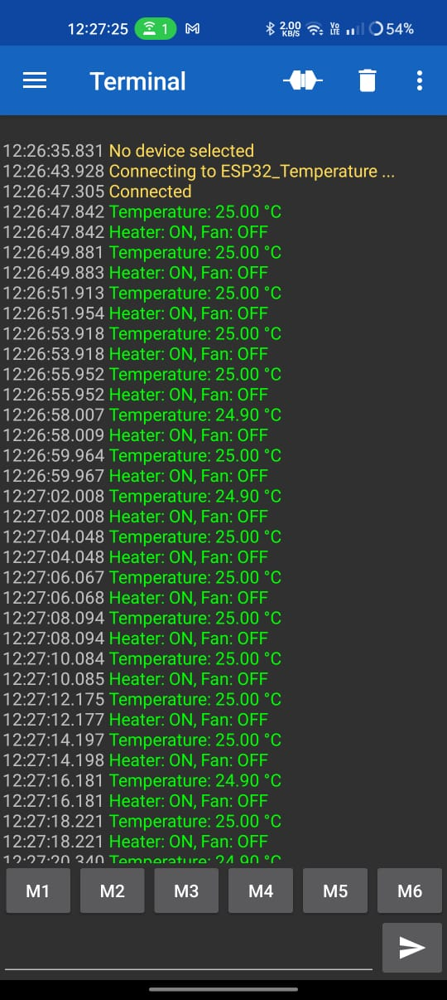 12:27:25 1 2.00 KB/S Vo LTE 54%
Terminal
12:26:35.831 No device selected
12:26:43.928 Connecting to ESP32_Temperature ...
12:26:47.305 Connected
12:26:47.842 Temperature: 25.00 °C
12:26:47.842 Heater: ON, Fan: OFF
12:26:49.881 Temperature: 25.00 °C
12:26:49.883 Heater: ON, Fan: OFF
12:26:51.913 Temperature: 25.00 °C
12:26:51.954 Heater: ON, Fan: OFF
12:26:53.918 Temperature: 25.00 °C
12:26:53.918 Heater: ON, Fan: OFF
12:26:55.952 Temperature: 25.00 °C
12:26:55.952 Heater: ON, Fan: OFF
12:26:58.007 Temperature: 24.90 °C
12:26:58.009 Heater: ON, Fan: OFF
12:26:59.964 Temperature: 25.00 °C
12:26:59.967 Heater: ON, Fan: OFF
12:27:02.008 Temperature: 24.90 °C
12:27:02.008 Heater: ON, Fan: OFF
12:27:04.048 Temperature: 25.00 °C
12:27:04.048 Heater: ON, Fan: OFF
12:27:06.067 Temperature: 25.00 °C
12:27:06.068 Heater: ON, Fan: OFF
12:27:08.094 Temperature: 25.00 °C
12:27:08.094 Heater: ON, Fan: OFF
12:27:10.084 Temperature: 25.00 °C
12:27:10.085 Heater: ON, Fan: OFF
12:27:12.175 Temperature: 25.00 °C
12:27:12.177 Heater: ON, Fan: OFF
12:27:14.197 Temperature: 25.00 °C
12:27:14.198 Heater: ON, Fan: OFF
12:27:16.181 Temperature: 24.90 °C
12:27:16.181 Heater: ON, Fan: OFF
12:27:18.221 Temperature: 25.00 °C
12:27:18.221 Heater: ON, Fan: OFF
12:27:20.340 Temperature: 24.90 °C
M1 M2 M3 M4 M5 M6